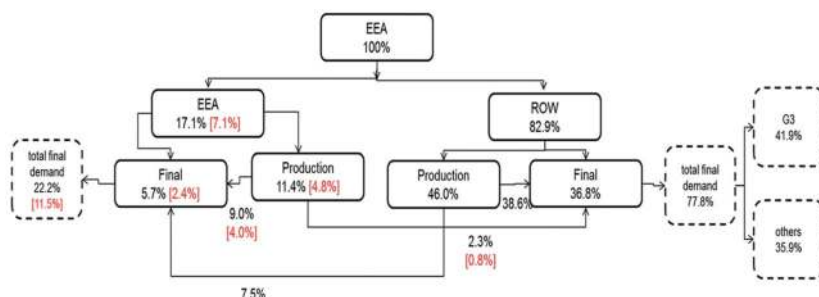 EEA
100%
EEA
17.1% [7.1%]
ROW
82.9%
G3
41.9%
total final
demand
22.2%
[11.5%]
Final
5.7% [2.4%]
Production
11.4% [4.8%]
Production
46.0%
Final
36.8%
total final
demand
77.8%
9.0%
[4.0%]
38.6%
2.3%
[0.8%]
others
35.9%
7.5%